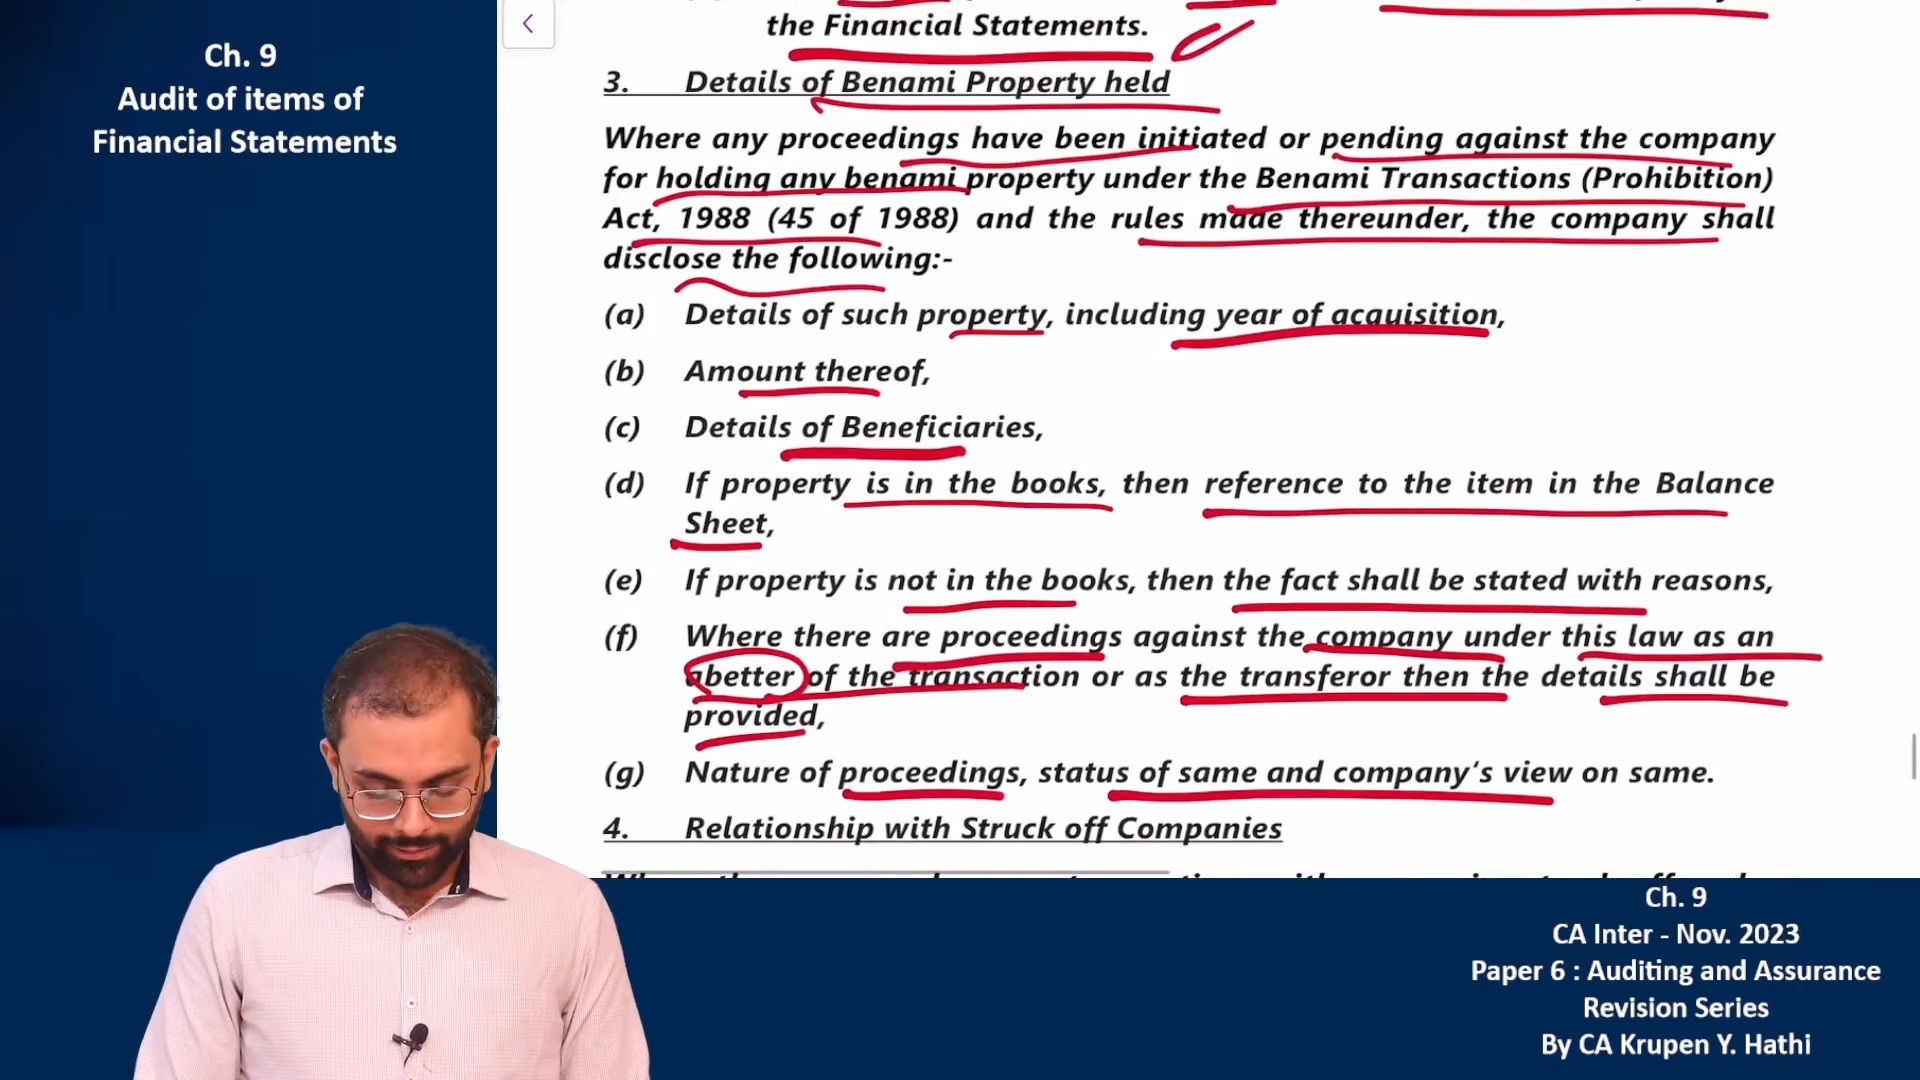 Ch. 9
Audit of items of
Financial Statements
the Financial Statements.
3. Details of Benami Property held
Where any proceedings have been initiated or pending against the company
for holding any benami property under the Benami Transactions (Prohibition)
Act, 1988 (45 of 1988) and the rules made thereunder, the company shall
disclose the following:-
(a) Details of such property, including year of acquisition,
(b) Amount thereof,
(c) Details of Beneficiaries,
(d) If property is in the books, then reference to the item in the Balance
Sheet,
(e) If property is not in the books, then the fact shall be stated with reasons,
(f) Where there are proceedings against the company under this law as an
abetter of the transaction or as the transferor then the details shall be
provided,
(g) Nature of proceedings, status of same and company's view on same.
4. Relationship with Struck off Companies
Ch. 9
CA Inter - Nov. 2023
Paper 6 : Auditing and Assurance
Revision Series
By CA Krupen Y. Hathi